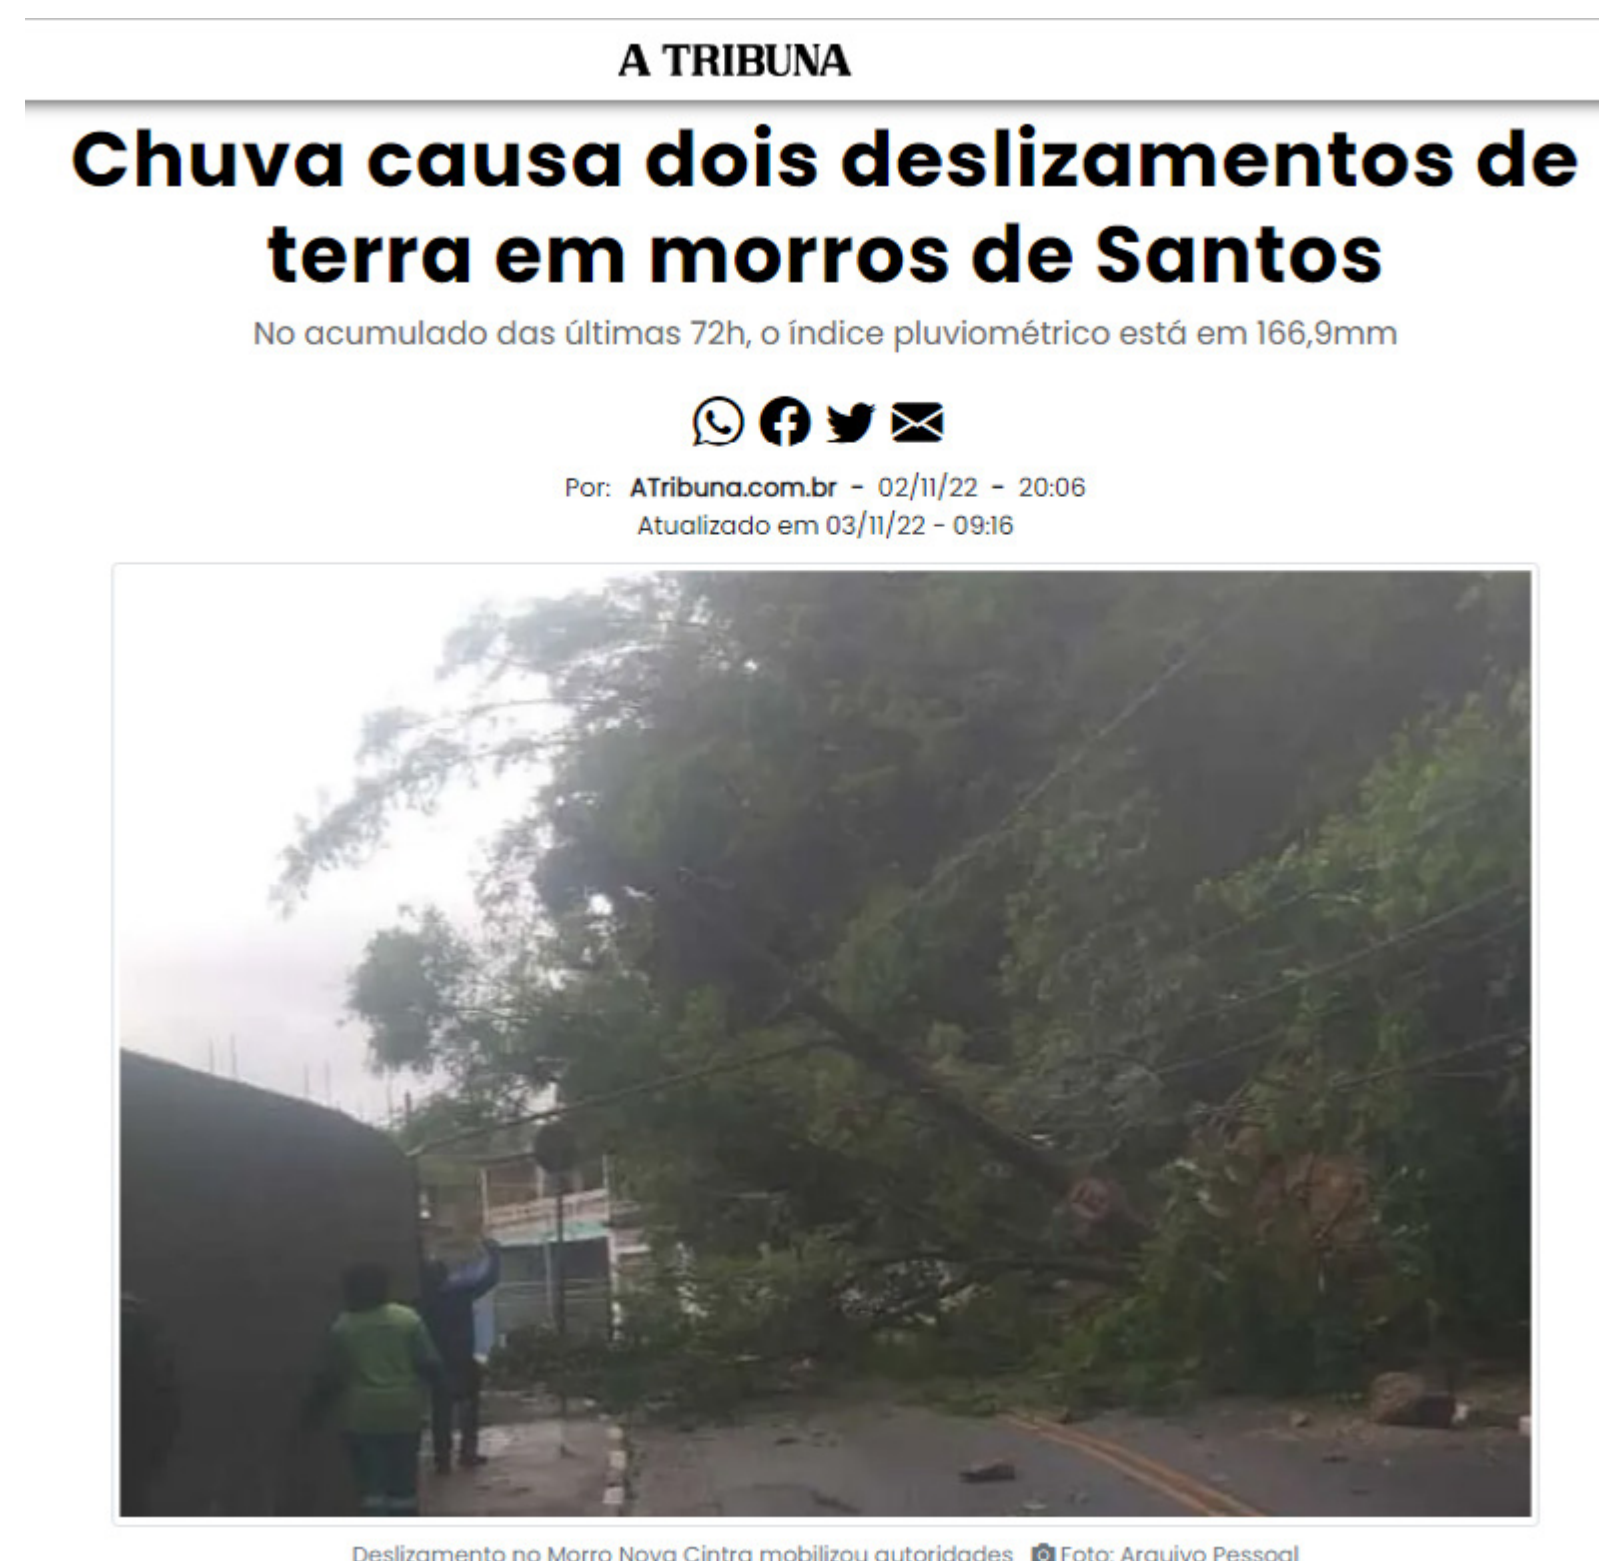 A TRIBUNA
Chuva causa dois deslizamentos de
terra em morros de Santos
No acumulado das últimas 72h, o índice pluviométrico está em 166,9mm
Por: ATribuna.com.br - 02/11/22 - 20:06
Atualizado em 03/11/22 - 09:16
Deslizamento no Morro Nova Cintra mobilizou autoridades Foto: Arquivo Pessoal